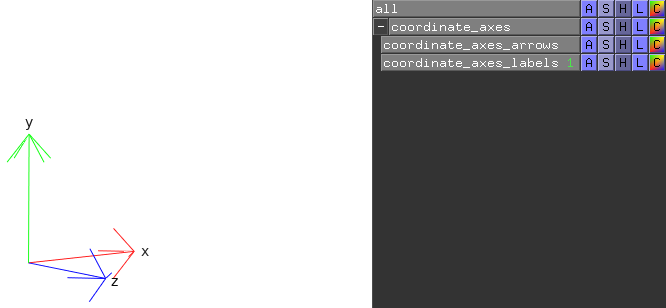 all A S H L C
- coordinate_axes A S H L C
coordinate_axes_arrows A S H L C
coordinate_axes_labels 1 A S H L C
y
x
z